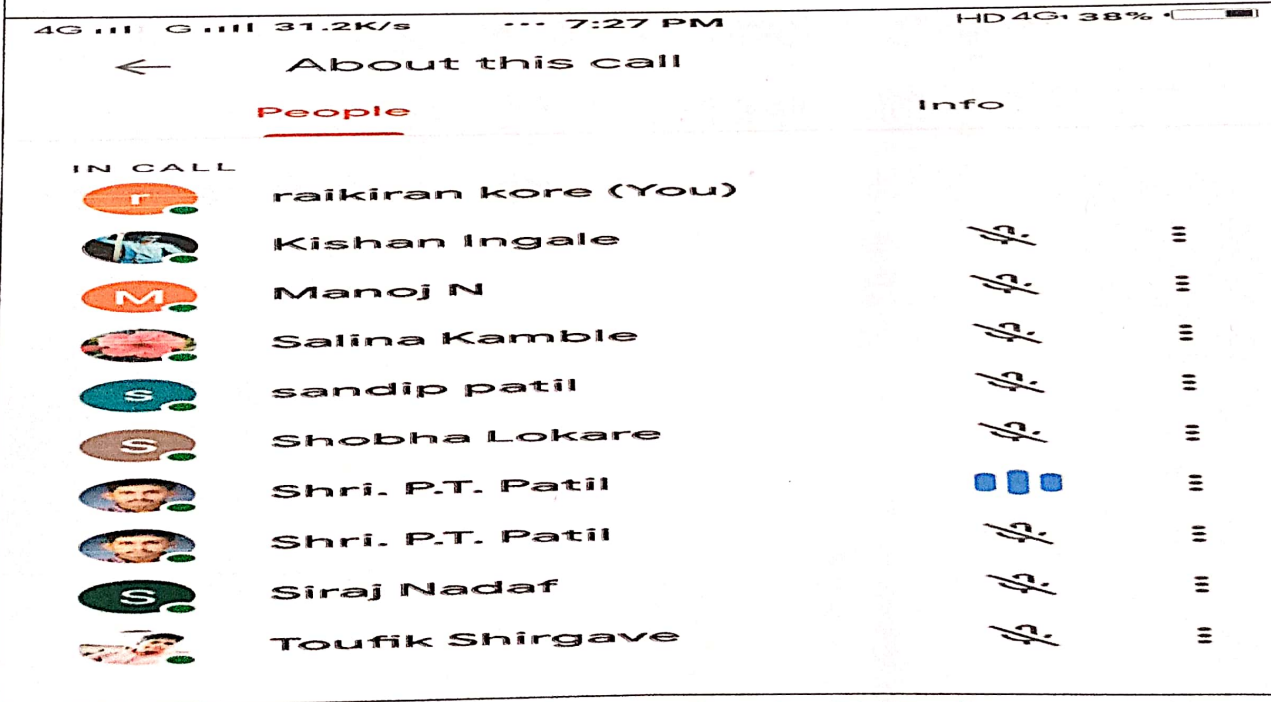 4G G 31.2K/s ... 7:27 PM HD 4G 38%
About this call
People Info
IN CALL
r raikiran kore (You)
Kishan Ingale
M Manoj N
Salina Kamble
s sandip patil
S Shobha Lokare
Shri. P.T. Patil
Shri. P.T. Patil
S Siraj Nadaf
Toufik Shirgave